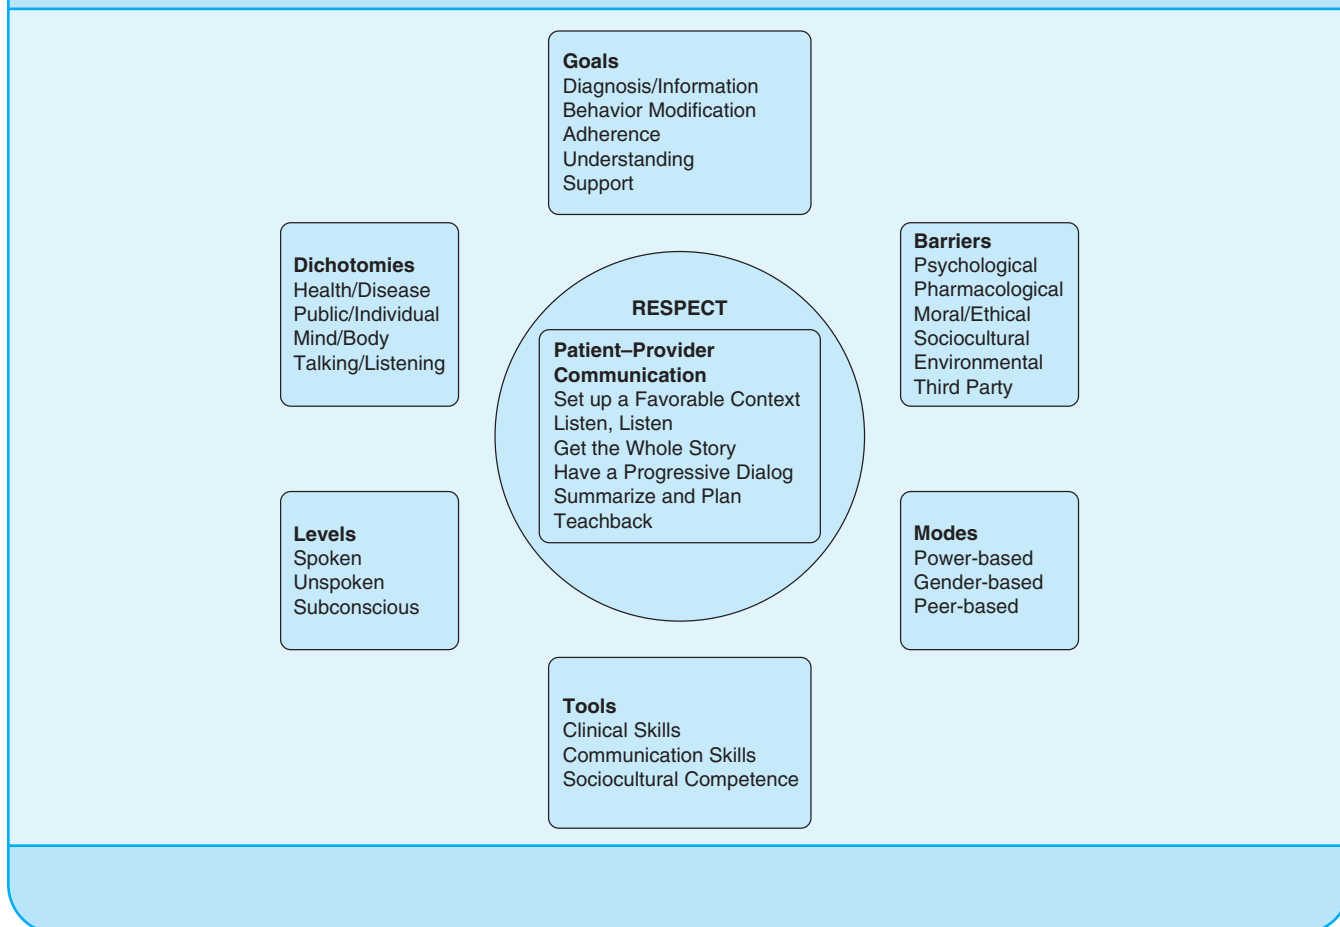 Goals
Diagnosis/Information
Behavior Modification
Adherence
Understanding
Support
Dichotomies
Health/Disease
Public/Individual
Mind/Body
Talking/Listening
Barriers
Psychological
Pharmacological
Moral/Ethical
Sociocultural
Environmental
Third Party
RESPECT
Patient–Provider
Communication
Set up a Favorable Context
Listen, Listen
Get the Whole Story
Have a Progressive Dialog
Summarize and Plan
Teachback
Levels
Spoken
Unspoken
Subconscious
Modes
Power-based
Gender-based
Peer-based
Tools
Clinical Skills
Communication Skills
Sociocultural Competence